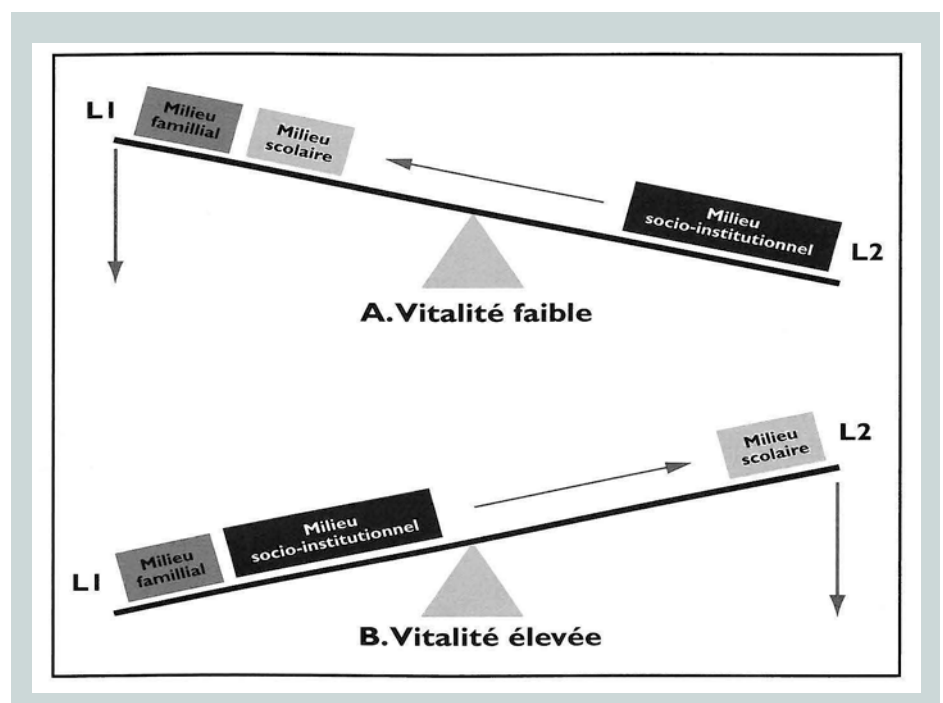 L1
Milieu
famillial
Milieu
scolaire
Milieu
socio-institutionnel
L2
A. Vitalité faible
Milieu
scolaire
L2
Milieu
socio-institutionnel
Milieu
famillial
L1
B. Vitalité élevée